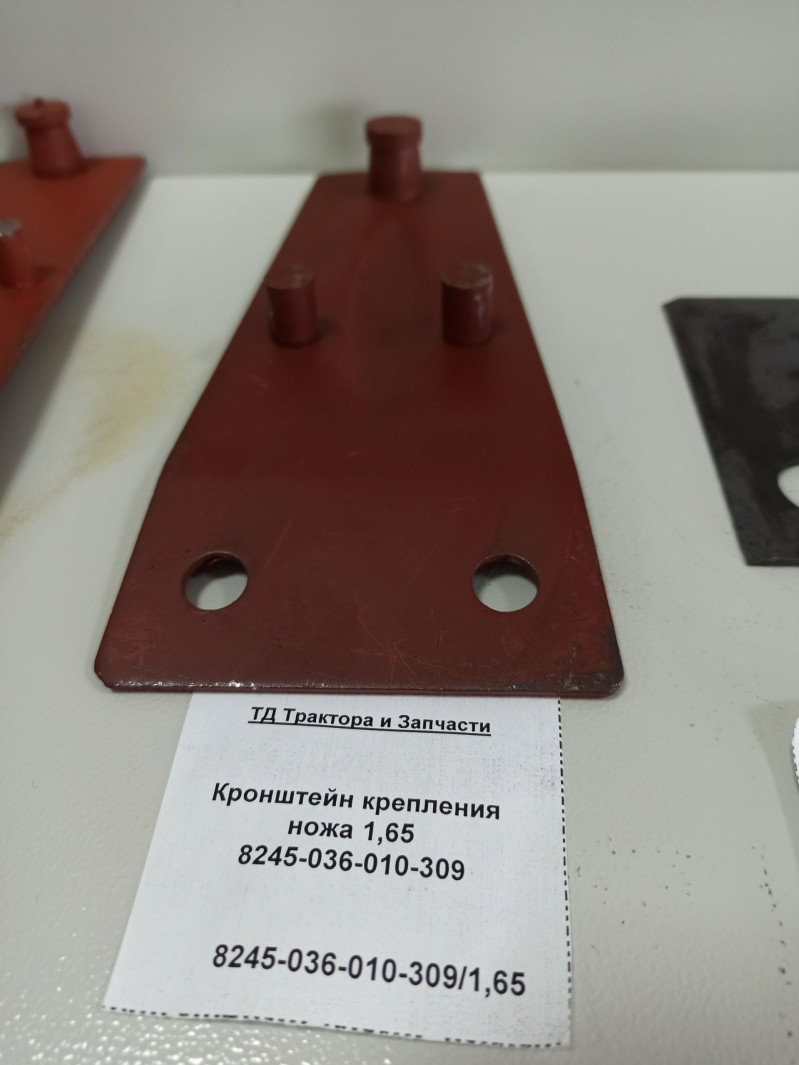 ТД Трактора и Запчасти
Кронштейн крепления
ножа 1,65
8245-036-010-309
8245-036-010-309/1,65